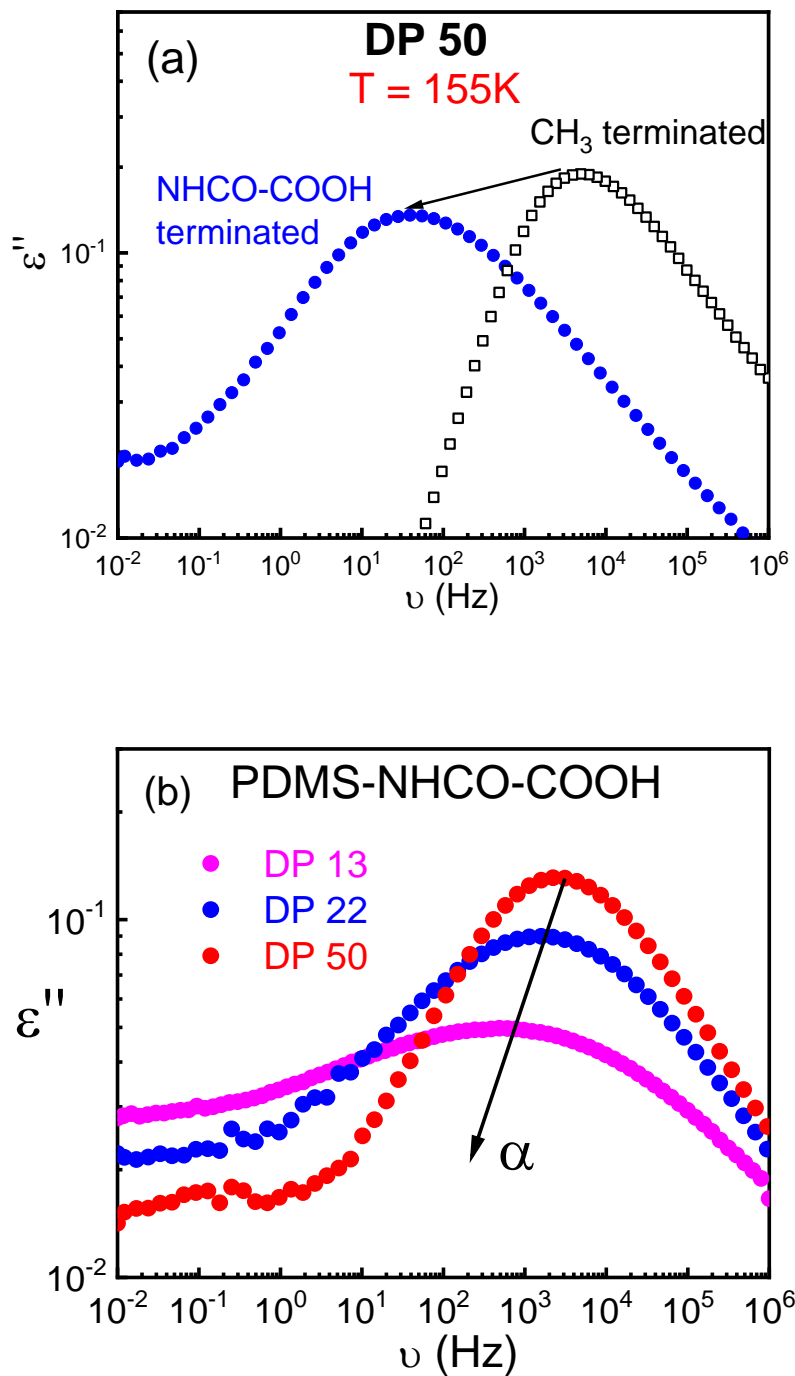 (a)
DP 50
T = 155K
CH₃ terminated
NHCO-COOH
terminated
ε"
10⁻¹
10⁻²
10⁻² 10⁻¹ 10⁰ 10¹ 10² 10³ 10⁴ 10⁵ 10⁶
υ (Hz)
(b) PDMS-NHCO-COOH
DP 13
DP 22
DP 50
ε"
10⁻¹
α
10⁻²
10⁻² 10⁻¹ 10⁰ 10¹ 10² 10³ 10⁴ 10⁵ 10⁶
υ (Hz)